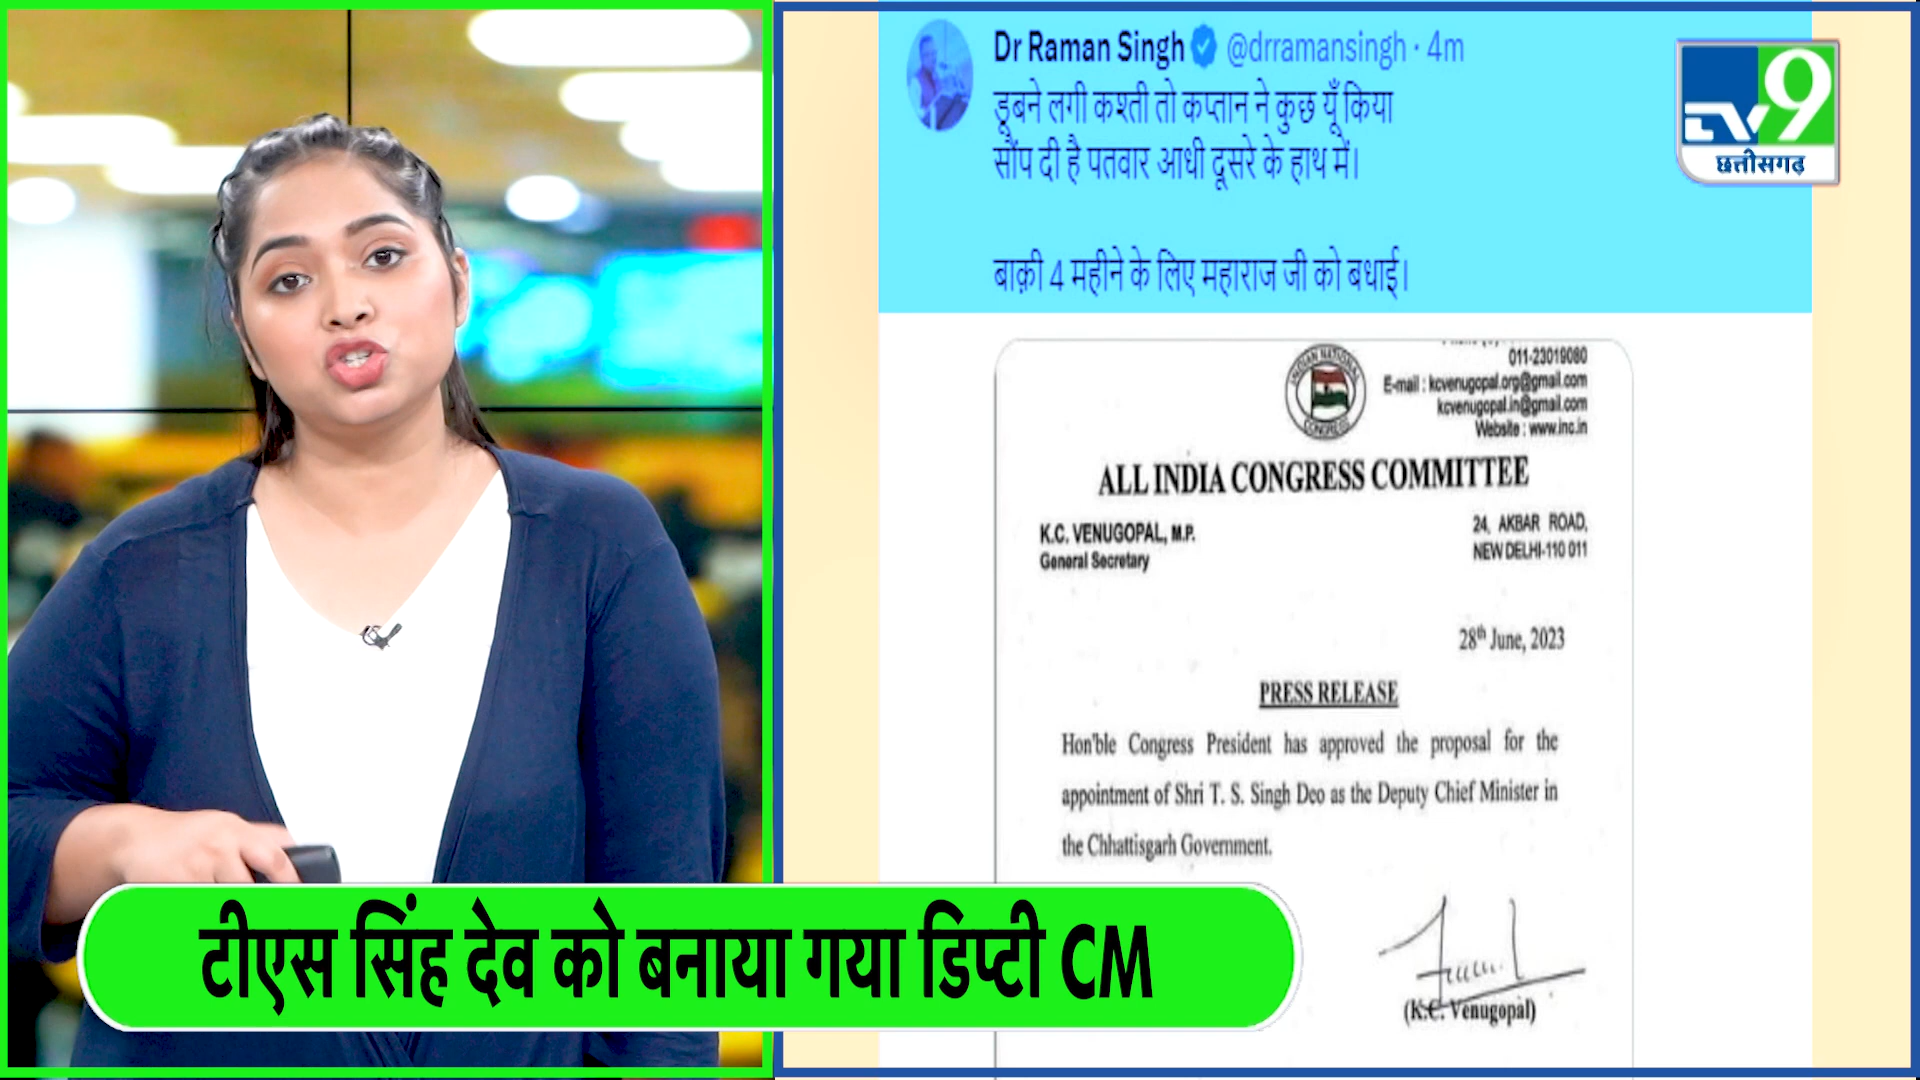 Dr Raman Singh @drramansingh · 4m
डूबने लगी कश्ती तो कप्तान ने कुछ यूँ किया
सौंप दी है पतवार आधी दूसरे के हाथ में।
बाक़ी 4 महीने के लिए महाराज जी को बधाई।
TV9
छत्तीसगढ़
INDIAN NATIONAL
CONGRESS
011-23019080
E-mail : kcvenugopal.org@gmail.com
kcvenugopal.in@gmail.com
Website : www.inc.in
ALL INDIA CONGRESS COMMITTEE
K.C. VENUGOPAL, M.P.
General Secretary
24, AKBAR ROAD,
NEW DELHI-110 011
28th June, 2023
PRESS RELEASE
Hon'ble Congress President has approved the proposal for the
appointment of Shri T. S. Singh Deo as the Deputy Chief Minister in
the Chhattisgarh Government.
(K.C. Venugopal)
टीएस सिंह देव को बनाया गया डिप्टी CM